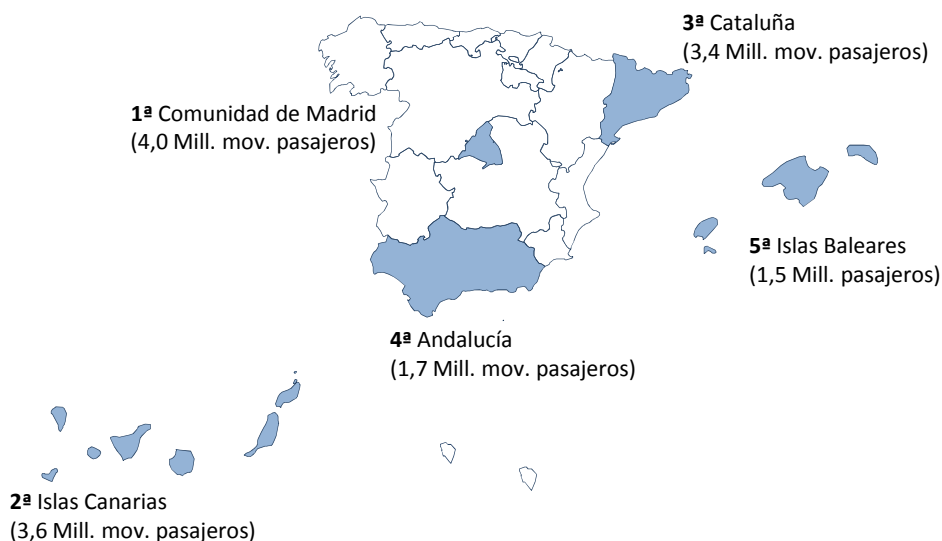 3ª Cataluña
(3,4 Mill. mov. pasajeros)
1ª Comunidad de Madrid
(4,0 Mill. mov. pasajeros)
5ª Islas Baleares
(1,5 Mill. pasajeros)
4ª Andalucía
(1,7 Mill. mov. pasajeros)
2ª Islas Canarias
(3,6 Mill. mov. pasajeros)